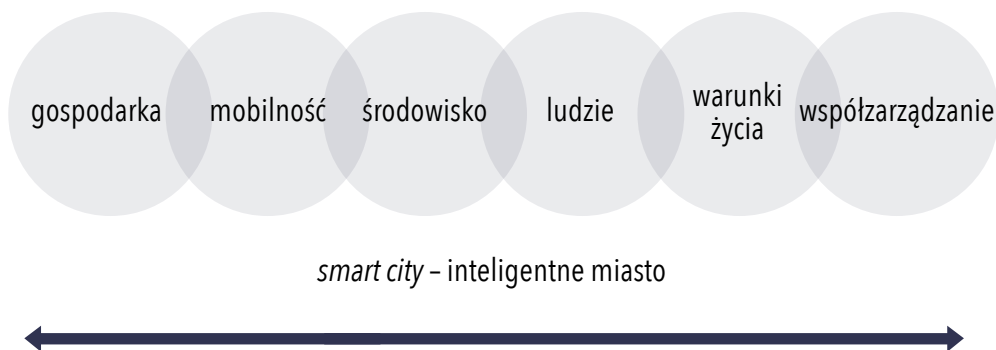 gospodarka
mobilność
środowisko
ludzie
warunki
życia
współzarządzanie
smart city – inteligentne miasto